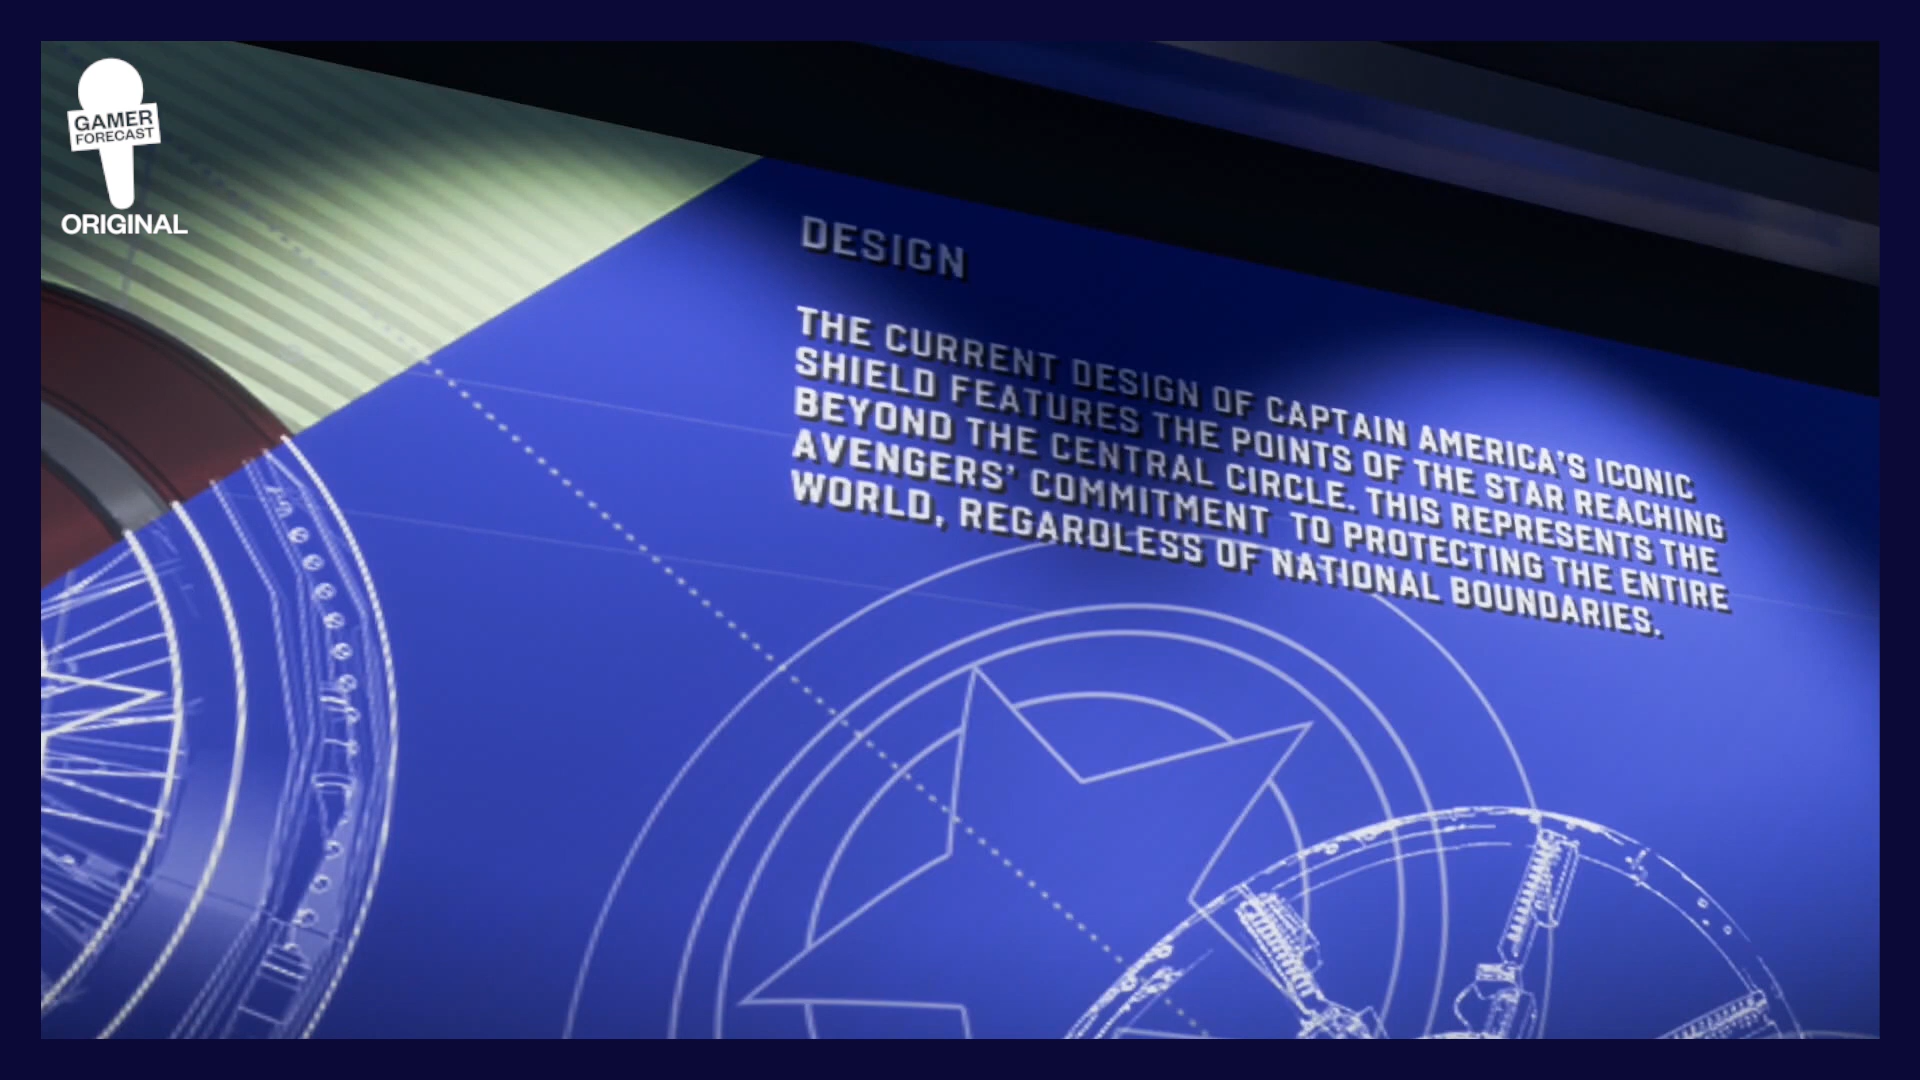 GAMER
FORECAST
ORIGINAL
DESIGN
THE CURRENT DESIGN OF CAPTAIN AMERICA'S ICONIC
SHIELD FEATURES THE POINTS OF THE STAR REACHING
BEYOND THE CENTRAL CIRCLE. THIS REPRESENTS THE
AVENGERS' COMMITMENT TO PROTECTING THE ENTIRE
WORLD, REGARDLESS OF NATIONAL BOUNDARIES.